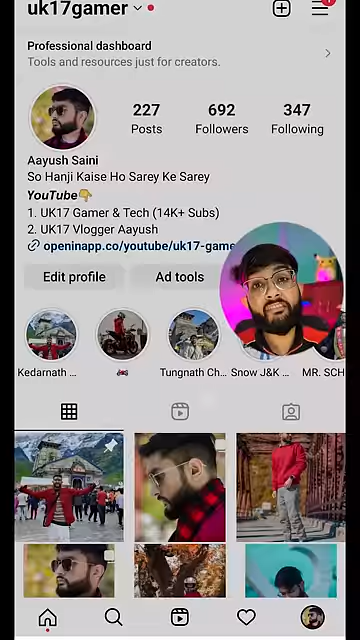 uk17gamer
Professional dashboard
Tools and resources just for creators.
227
692
347
Posts
Followers
Following
Aayush Saini
So Hanji Kaise Ho Sarey Ke Sarey
YouTube👇
1. UK17 Gamer & Tech (14K+ Subs)
2. UK17 Vlogger Aayush
openinapp.co/youtube/uk17-game
Edit profile
Ad tools
Kedarnath ...
🏍️
Tungnath Ch...
Snow J&K ...
MR. SCH